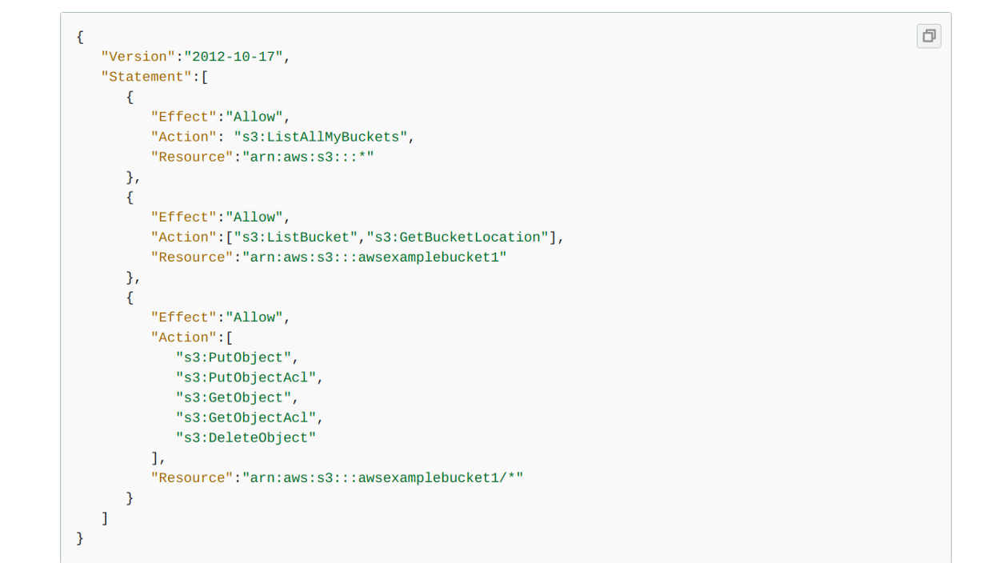 {
   "Version":"2012-10-17",
   "Statement":[
      {
         "Effect":"Allow",
         "Action": "s3:ListAllMyBuckets",
         "Resource":"arn:aws:s3:::*"
      },
      {
         "Effect":"Allow",
         "Action":["s3:ListBucket","s3:GetBucketLocation"],
         "Resource":"arn:aws:s3:::awsexamplebucket1"
      },
      {
         "Effect":"Allow",
         "Action":[
            "s3:PutObject",
            "s3:PutObjectAcl",
            "s3:GetObject",
            "s3:GetObjectAcl",
            "s3:DeleteObject"
         ],
         "Resource":"arn:aws:s3:::awsexamplebucket1/*"
      }
   ]
}